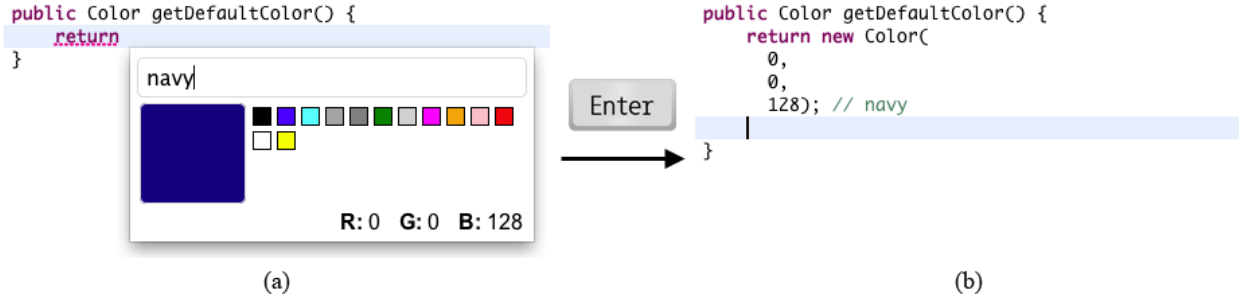 public Color getDefaultColor() {
return
}
navy
R: 0 G: 0 B: 128
(a)
Enter
public Color getDefaultColor() {
return new Color(
0,
0,
128); // navy
}
(b)